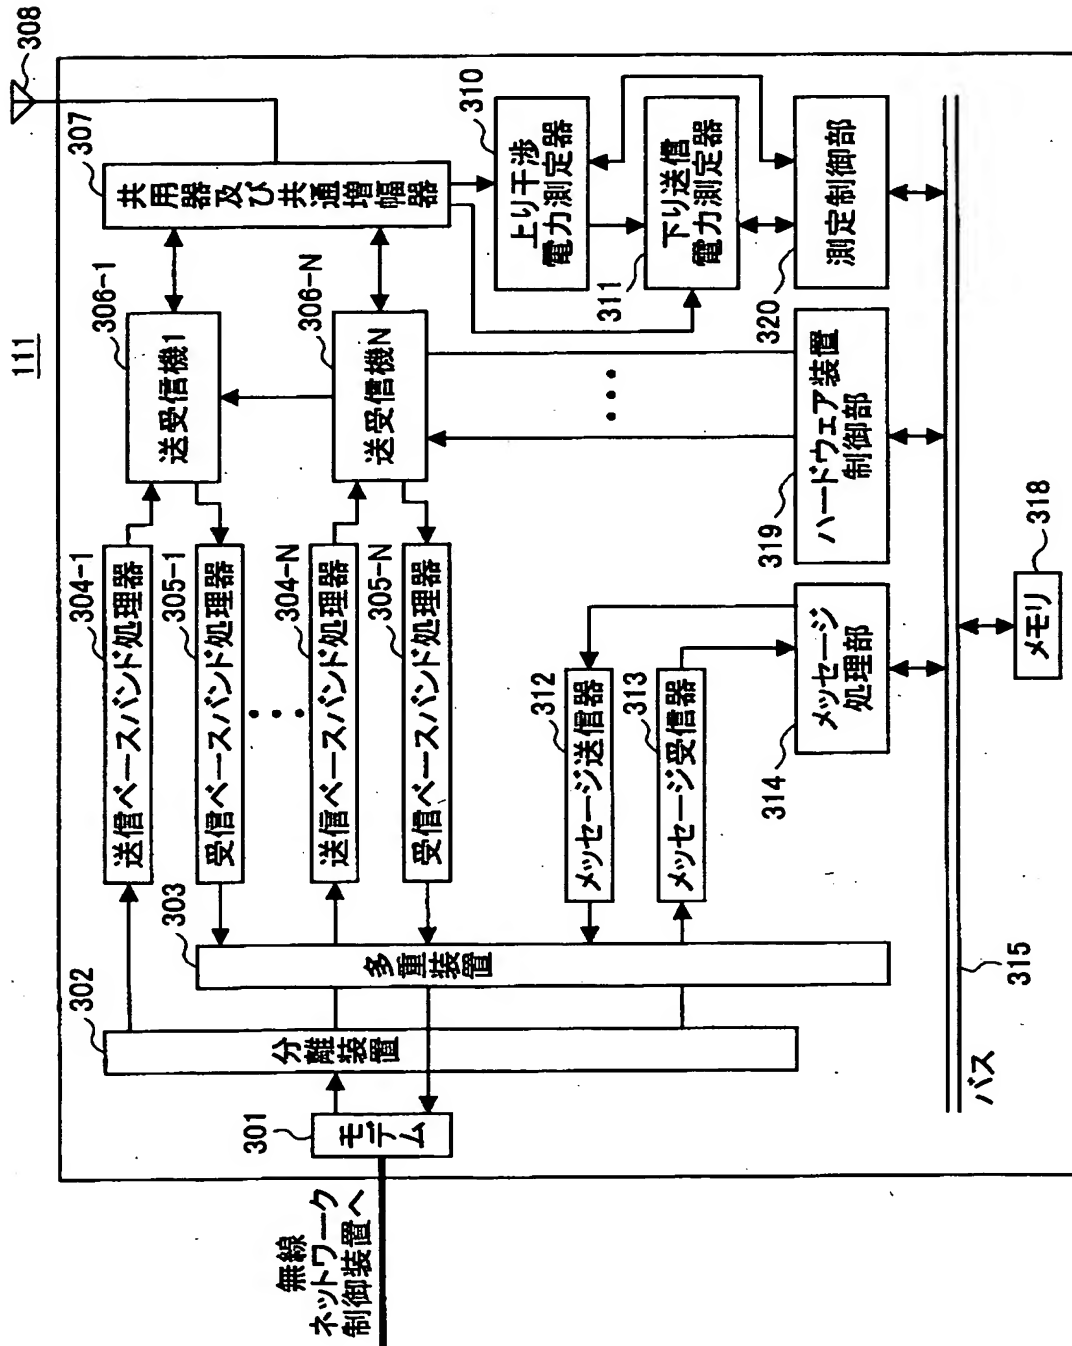 111
308
307
共用器及び共通増幅器
306-1
送受信機1
306-N
送受信機N
304-1
送信ベースバンド処理器
305-1
受信ベースバンド処理器
304-N
送信ベースバンド処理器
305-N
受信ベースバンド処理器
303
多重装置
302
分離装置
301
モデム
無線
ネットワーク
制御装置へ
310
上り干渉
電力測定器
311
下り送信
電力測定器
312
メッセージ送信器
313
メッセージ受信器
314
メッセージ
処理部
319
ハードウェア装置
制御部
320
測定制御部
315
バス
318
メモリ